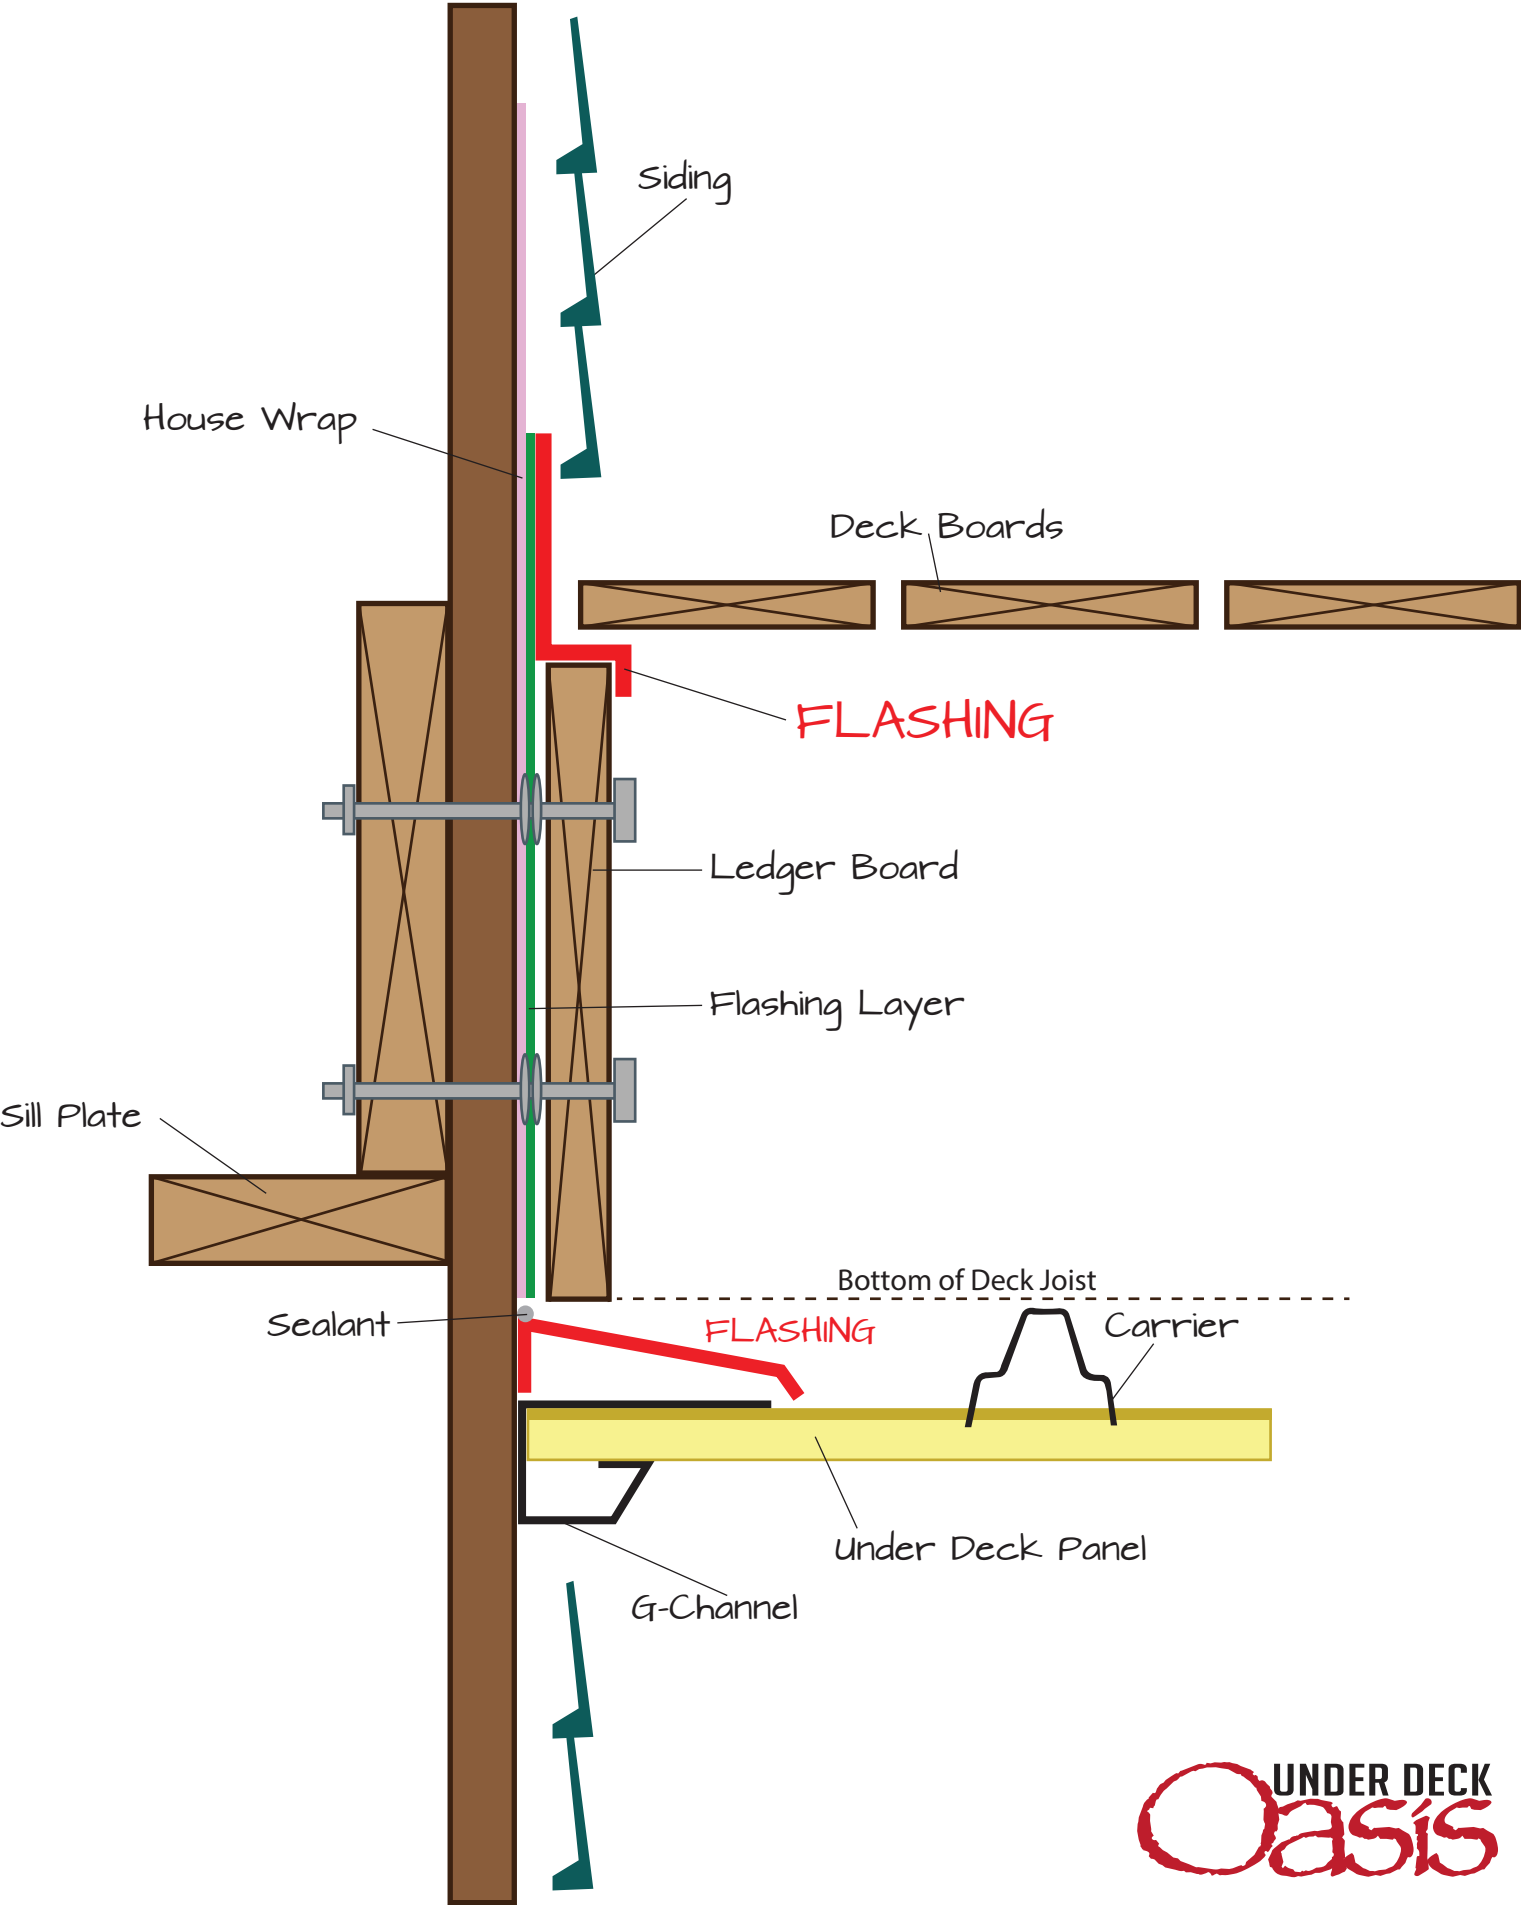 Siding
House Wrap
Deck Boards
FLASHING
Ledger Board
Flashing Layer
Sill Plate
Bottom of Deck Joist
Sealant
FLASHING
Carrier
Under Deck Panel
G-Channel
UNDER DECK
Oasis